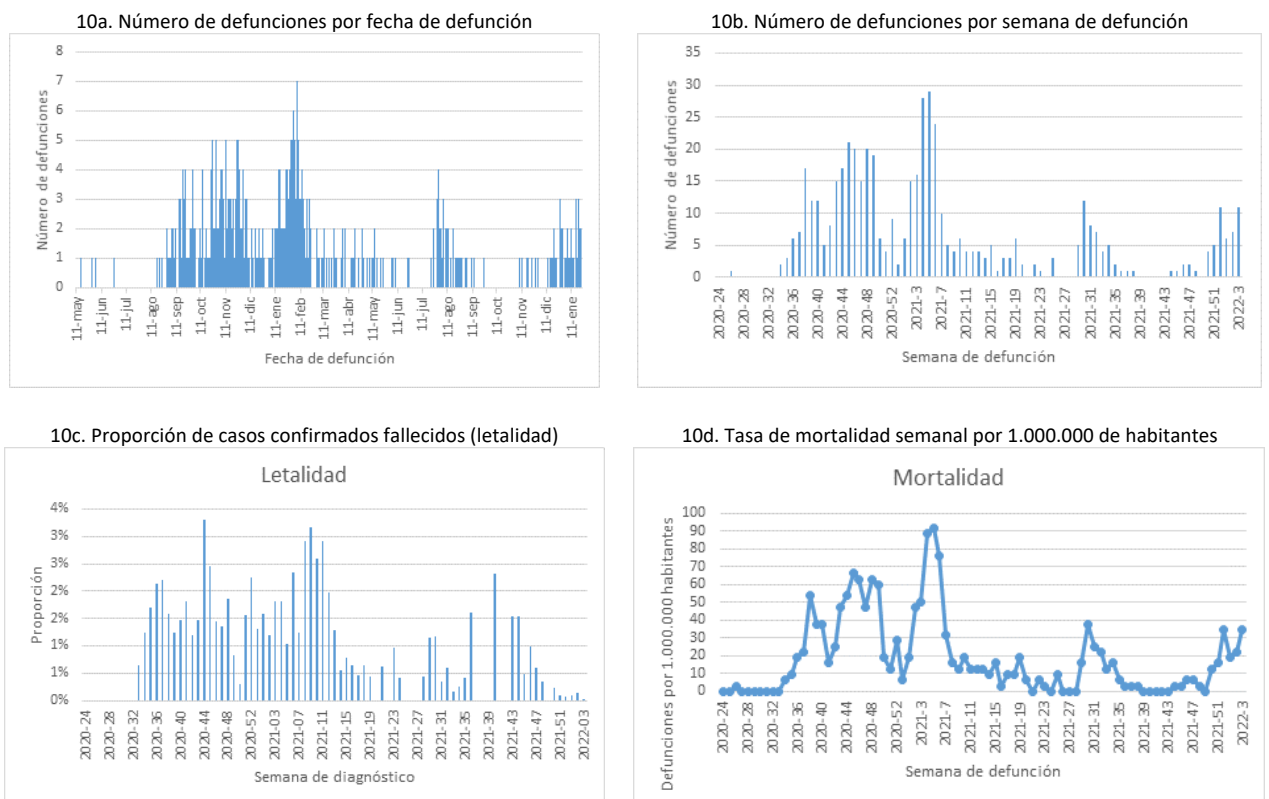 10a. Número de defunciones por fecha de defunción
8
7
6
5
4
3
2
1
0
Número de defunciones
11-may
11-jun
11-jul
11-ago
11-sep
11-oct
11-nov
11-dic
11-ene
11-feb
11-mar
11-abr
11-may
11-jun
11-jul
11-ago
11-sep
11-oct
11-nov
11-dic
11-ene
Fecha de defunción
10b. Número de defunciones por semana de defunción
35
30
25
20
15
10
5
0
Número de defunciones
2020-24
2020-28
2020-32
2020-36
2020-40
2020-44
2020-48
2020-52
2021-3
2021-7
2021-11
2021-15
2021-19
2021-23
2021-27
2021-31
2021-35
2021-39
2021-43
2021-47
2021-51
2022-3
Semana de defunción
10c. Proporción de casos confirmados fallecidos (letalidad)
Letalidad
4%
3%
3%
2%
2%
1%
1%
0%
Proporción
2020-24
2020-28
2020-32
2020-36
2020-40
2020-44
2020-48
2020-52
2021-03
2021-07
2021-11
2021-15
2021-19
2021-23
2021-27
2021-31
2021-35
2021-39
2021-43
2021-47
2021-51
2022-03
Semana de diagnóstico
10d. Tasa de mortalidad semanal por 1.000.000 de habitantes
Mortalidad
100
90
80
70
60
50
40
30
20
10
0
Defunciones por 1.000.000 habitantes
2020-24
2020-28
2020-32
2020-36
2020-40
2020-44
2020-48
2020-52
2021-3
2021-7
2021-11
2021-15
2021-19
2021-23
2021-27
2021-31
2021-35
2021-39
2021-43
2021-47
2021-51
2022-3
Semana de defunción